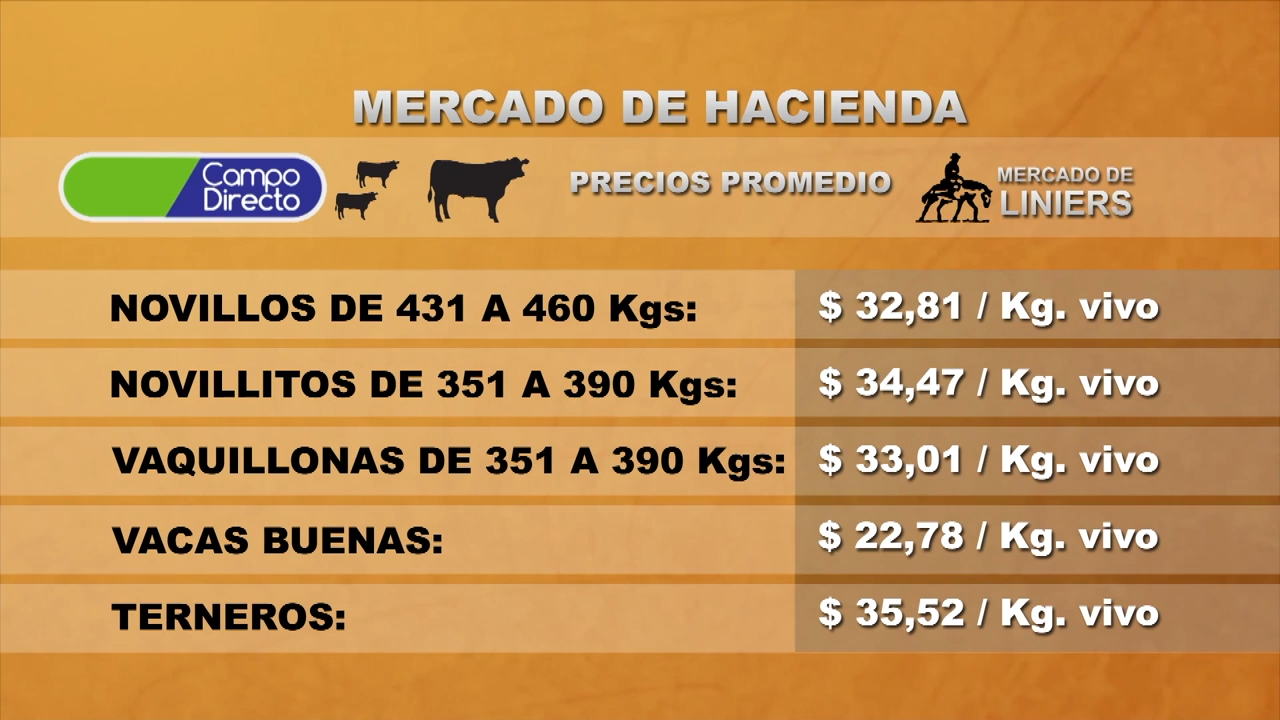 MERCADO DE HACIENDA
Campo
Directo
PRECIOS PROMEDIO
MERCADO DE
LINIERS
NOVILLOS DE 431 A 460 Kgs: $ 32,81 / Kg. vivo
NOVILLITOS DE 351 A 390 Kgs: $ 34,47 / Kg. vivo
VAQUILLONAS DE 351 A 390 Kgs: $ 33,01 / Kg. vivo
VACAS BUENAS: $ 22,78 / Kg. vivo
TERNEROS: $ 35,52 / Kg. vivo